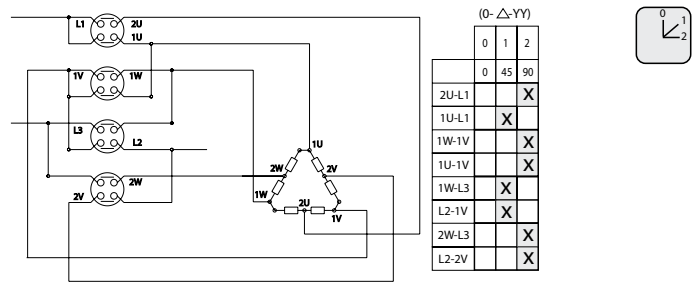 (0- △-YY)
0 1 2
0 45 90
2U-L1 X
1U-L1 X
1W-1V X
1U-1V X
1W-L3 X
L2-1V X
2W-L3 X
L2-2V X
0
1
2
L1 2U
1U
1V 1W
L3
L2
2W
2V
1U
2W 2V
1W
2U
1V